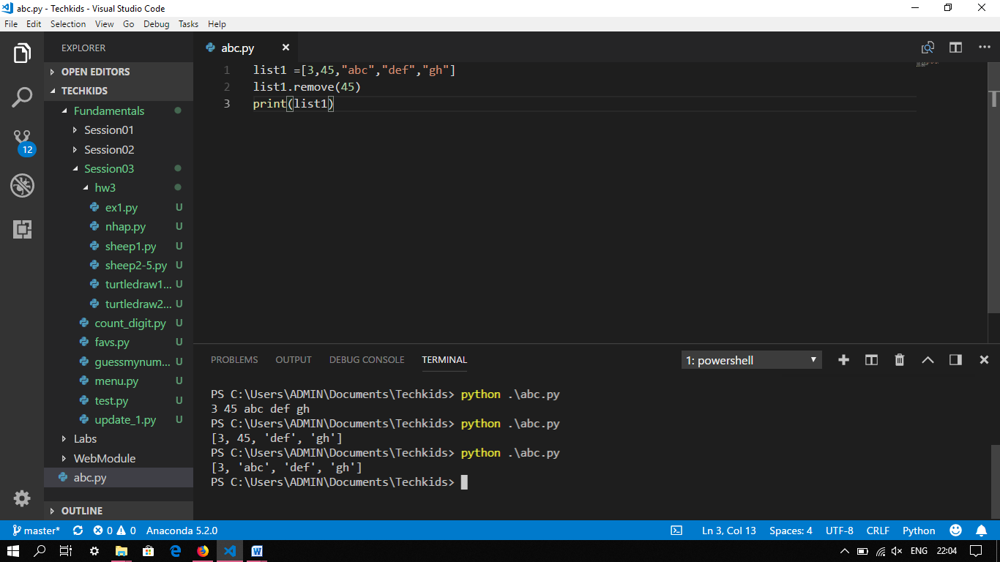 abc.py - Techkids - Visual Studio Code
File Edit Selection View Go Debug Tasks Help
EXPLORER
OPEN EDITORS
TECHKIDS
Fundamentals
Session01
Session02
Session03
hw3
ex1.py U
nhap.py U
sheep1.py U
sheep2-5.py U
turtledraw1... U
turtledraw2... U
count_digit.py U
favs.py U
guessmynum... U
menu.py U
test.py U
update_1.py U
Labs
WebModule
abc.py
OUTLINE
12
abc.py
1 list1 =[3,45,"abc","def","gh"]
2 list1.remove(45)
3 print(list1)
PROBLEMS OUTPUT DEBUG CONSOLE TERMINAL 1: powershell
PS C:\Users\ADMIN\Documents\Techkids> python .\abc.py
3 45 abc def gh
PS C:\Users\ADMIN\Documents\Techkids> python .\abc.py
[3, 45, 'def', 'gh']
PS C:\Users\ADMIN\Documents\Techkids> python .\abc.py
[3, 'abc', 'def', 'gh']
PS C:\Users\ADMIN\Documents\Techkids>
master* 0 0 Anaconda 5.2.0 Ln 3, Col 13 Spaces: 4 UTF-8 CRLF Python
ENG 22:04